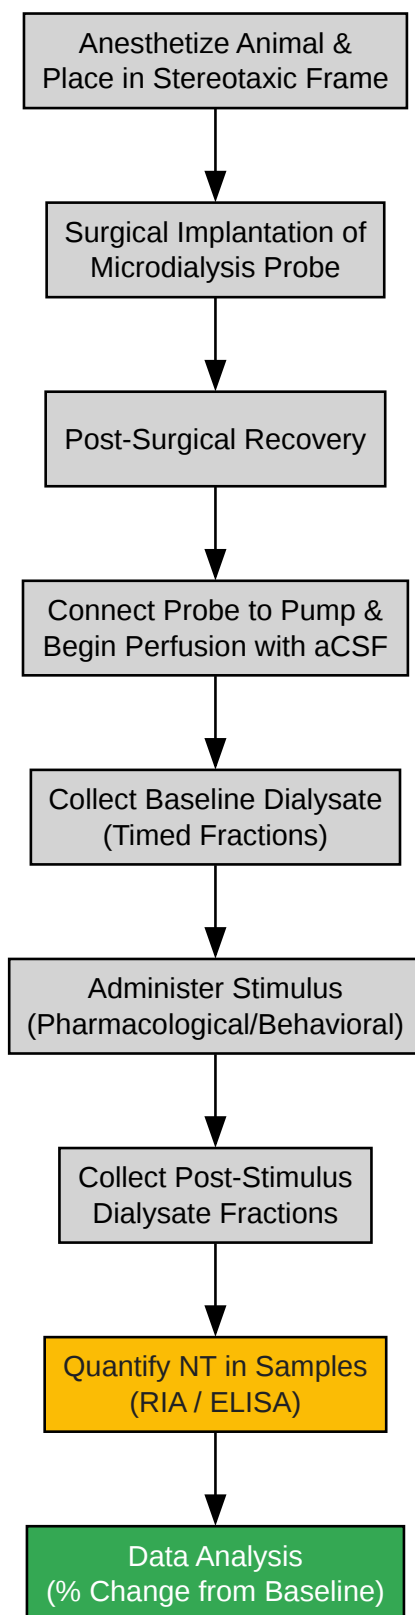 Anesthetize Animal &
Place in Stereotaxic Frame
Surgical Implantation of
Microdialysis Probe
Post-Surgical Recovery
Connect Probe to Pump &
Begin Perfusion with aCSF
Collect Baseline Dialysate
(Timed Fractions)
Administer Stimulus
(Pharmacological/Behavioral)
Collect Post-Stimulus
Dialysate Fractions
Quantify NT in Samples
(RIA / ELISA)
Data Analysis
(% Change from Baseline)